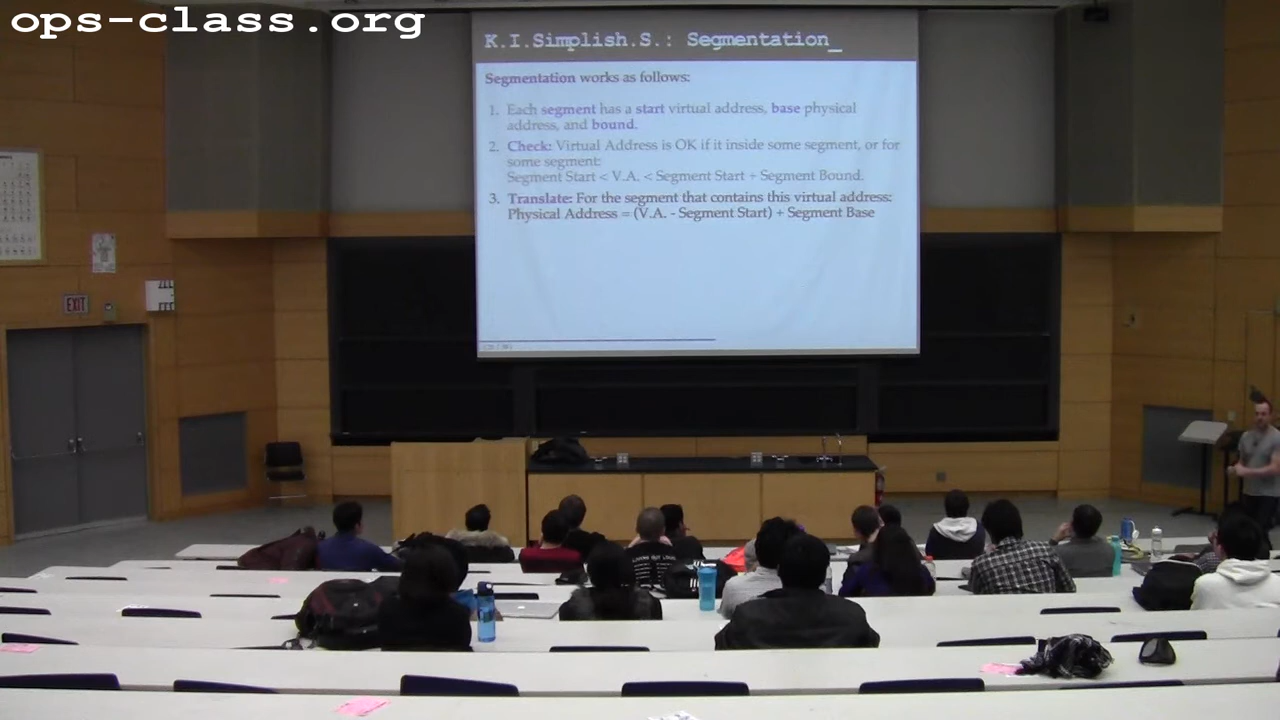 ops-class.org
K.I.Simplish.S.: Segmentation_
Segmentation works as follows:
1. Each segment has a start virtual address, base physical
address, and bound.
2. Check: Virtual Address is OK if it inside some segment, or for
some segment:
Segment Start < V.A. < Segment Start + Segment Bound.
3. Translate: For the segment that contains this virtual address:
Physical Address = (V.A. - Segment Start) + Segment Base
EXIT